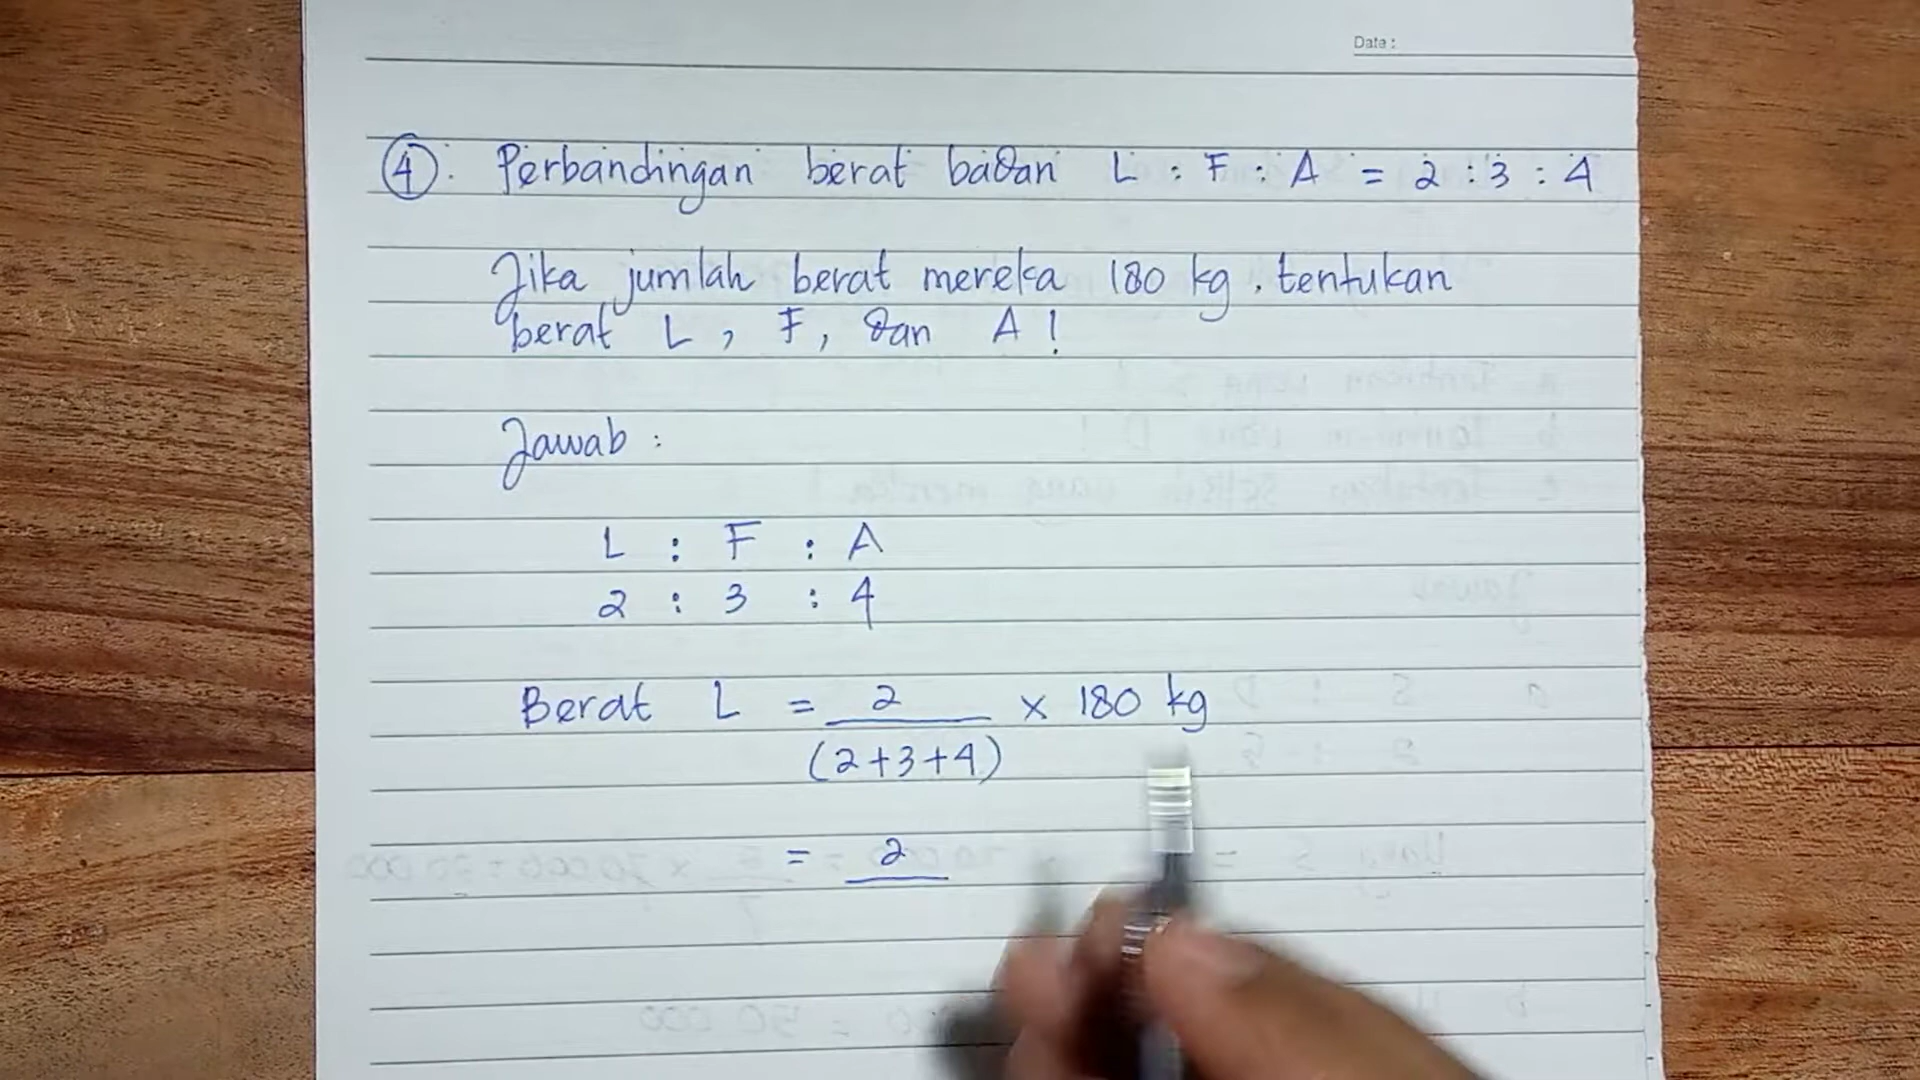 Date :
4. Perbandingan berat badan L : F : A = 2 : 3 : 4
Jika jumlah berat mereka 180 kg. tentukan
berat L, F, dan A !
Jawab :
L : F : A
2 : 3 : 4
Berat L = 2 x 180 kg
(2+3+4)
= 2